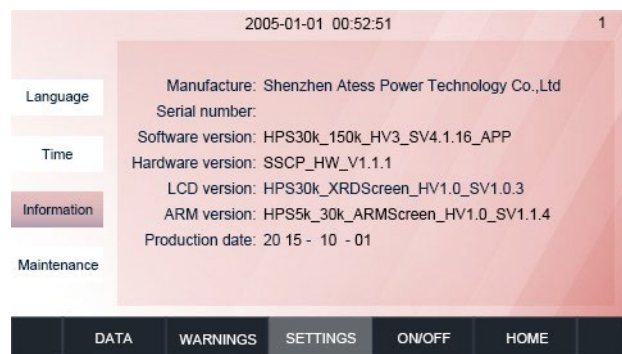 2005-01-01 00:52:51 1
Language
Time
Information
Maintenance
Manufacture: Shenzhen Atess Power Technology Co.,Ltd
Serial number:
Software version: HPS30k_150k_HV3_SV4.1.16_APP
Hardware version: SSCP_HW_V1.1.1
LCD version: HPS30k_XRDScreen_HV1.0_SV1.0.3
ARM version: HPS5k_30k_ARMScreen_HV1.0_SV1.1.4
Production date: 20 15 - 10 - 01
DATA WARNINGS SETTINGS ON/OFF HOME